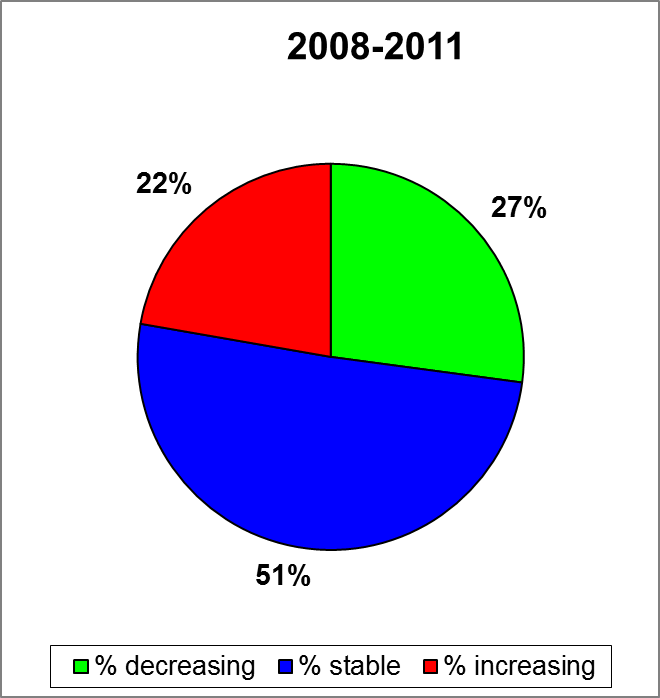 2008-2011
22%
27%
51%
% decreasing % stable % increasing